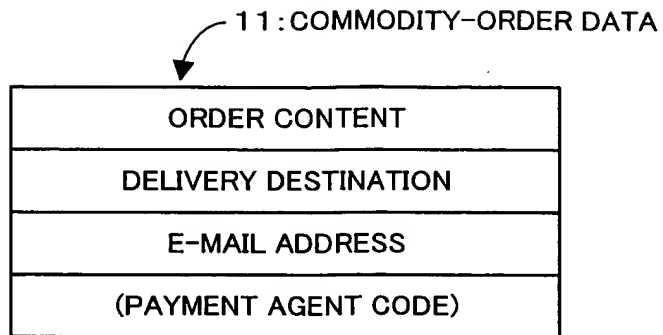 11:COMMODITY-ORDER DATA
ORDER CONTENT
DELIVERY DESTINATION
E-MAIL ADDRESS
(PAYMENT AGENT CODE)